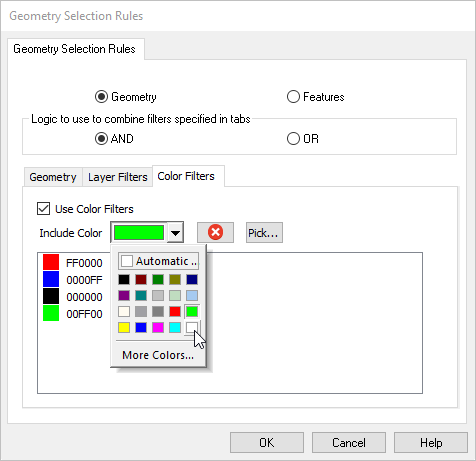 Geometry Selection Rules
Geometry Selection Rules
Geometry Features
Logic to use to combine filters specified in tabs
AND OR
Geometry Layer Filters Color Filters
Use Color Filters
Include Color Pick...
FF0000
0000FF
000000
00FF00
Automatic ..
More Colors...
OK Cancel Help